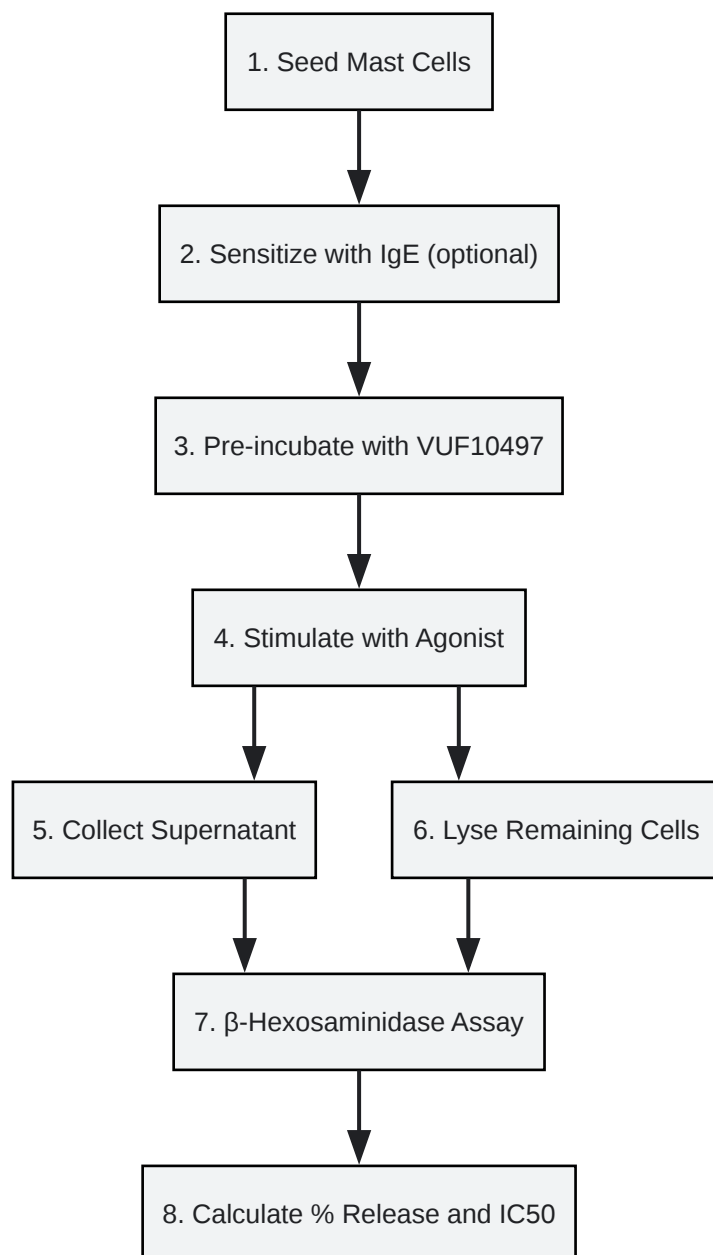 1. Seed Mast Cells
2. Sensitize with IgE (optional)
3. Pre-incubate with VUF10497
4. Stimulate with Agonist
5. Collect Supernatant
6. Lyse Remaining Cells
7. β-Hexosaminidase Assay
8. Calculate % Release and IC50